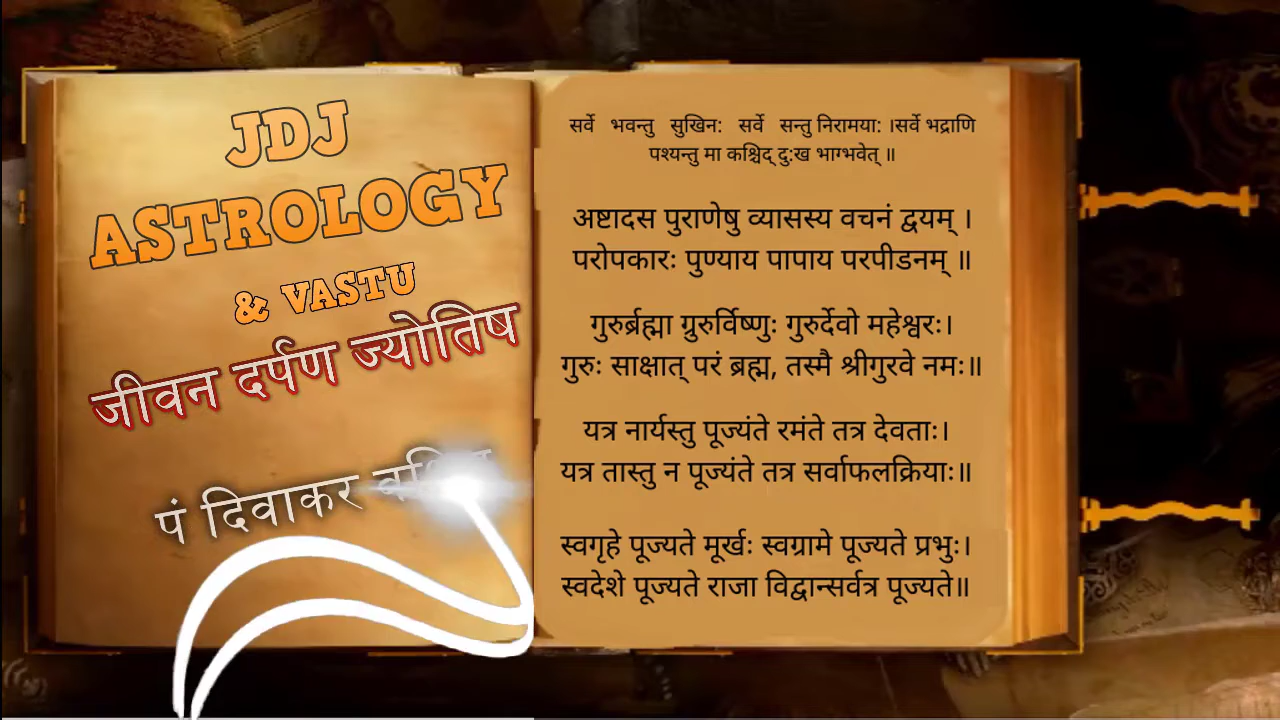 JDJ
ASTROLOGY
& VASTU
जीवन दर्पण ज्योतिष
पं दिवाकर
सर्वे भवन्तु सुखिन: सर्वे सन्तु निरामया: ।सर्वे भद्राणि
पश्यन्तु मा कश्चिद् दु:ख भाग्भवेत् ॥
अष्टादस पुराणेषु व्यासस्य वचनं द्वयम् ।
परोपकारः पुण्याय पापाय परपीडनम् ॥
गुरुर्ब्रह्मा ग्रुरुर्विष्णुः गुरुर्देवो महेश्वरः।
गुरुः साक्षात् परं ब्रह्म, तस्मै श्रीगुरवे नमः॥
यत्र नार्यस्तु पूज्यंते रमंते तत्र देवताः।
यत्र तास्तु न पूज्यंते तत्र सर्वाफलक्रियाः॥
स्वगृहे पूज्यते मूर्खः स्वग्रामे पूज्यते प्रभुः।
स्वदेशे पूज्यते राजा विद्वान्सर्वत्र पूज्यते॥